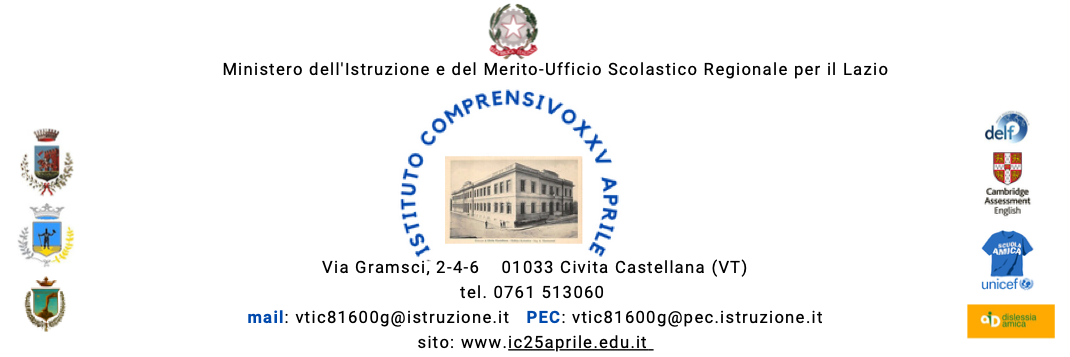 Ministero dell'Istruzione e del Merito-Ufficio Scolastico Regionale per il Lazio
ISTITUTO COMPRENSIVO XXV APRILE
Via Gramsci, 2-4-6 01033 Civita Castellana (VT)
tel. 0761 513060
mail: vtic81600g@istruzione.it PEC: vtic81600g@pec.istruzione.it
sito: www.ic25aprile.edu.it
delf
Cambridge
Assessment
English
SCUOLA
AMICA
unicef
AiD dislessia
amica